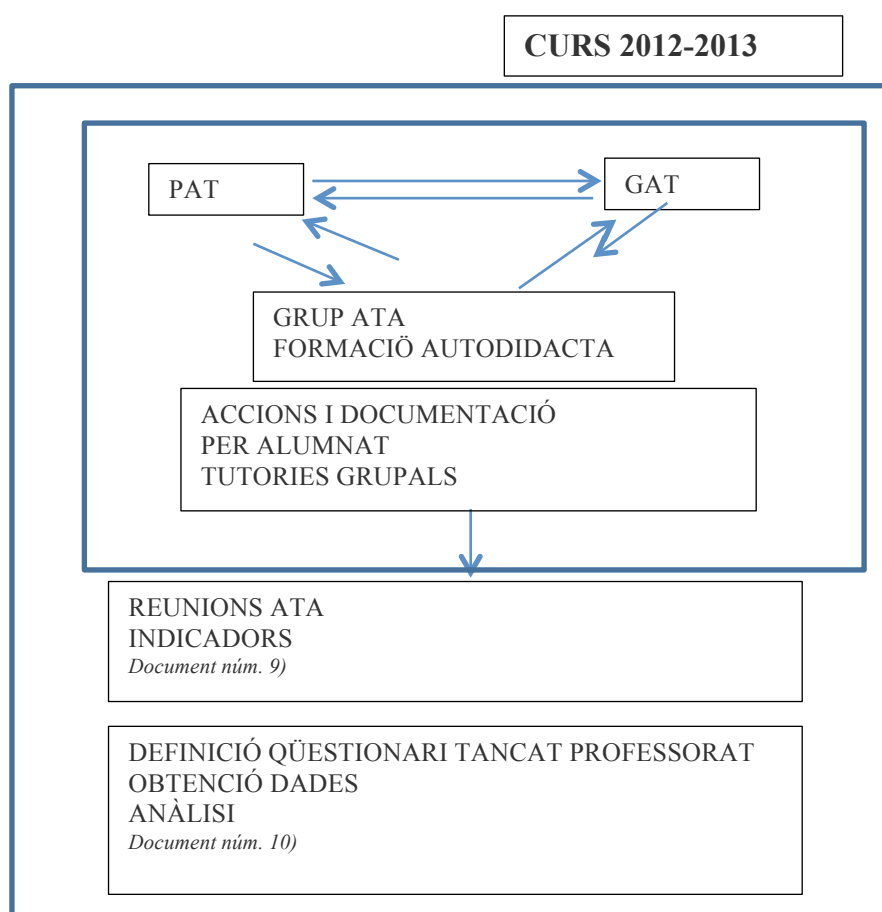 CURS 2012-2013
PAT
GAT
GRUP ATA
FORMACIÖ AUTODIDACTA
ACCIONS I DOCUMENTACIÓ
PER ALUMNAT
TUTORIES GRUPALS
REUNIONS ATA
INDICADORS
Document núm. 9)
DEFINICIÓ QÜESTIONARI TANCAT PROFESSORAT
OBTENCIÓ DADES
ANÀLISI
Document núm. 10)